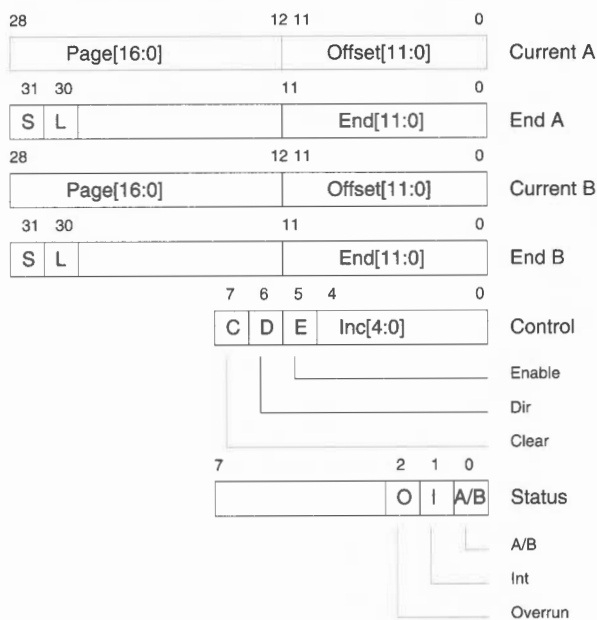 28 12 11 0
Page[16:0] Offset[11:0] Current A
31 30 11 0
S L End[11:0] End A
28 12 11 0
Page[16:0] Offset[11:0] Current B
31 30 11 0
S L End[11:0] End B
7 6 5 4 0
C D E Inc[4:0] Control
Enable
Dir
Clear
7 2 1 0
O I A/B Status
A/B
Int
Overrun